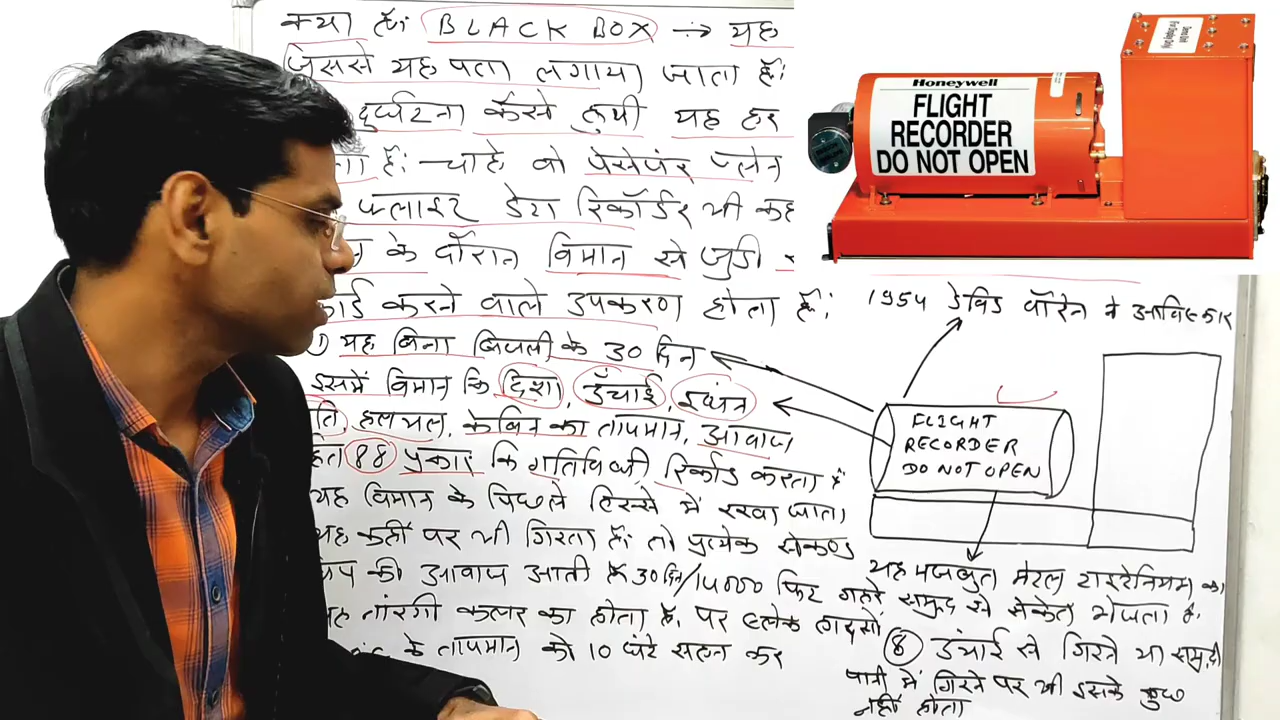 क्या है: BLACK BOX → यह
जिससे यह पता लगाया जाता है:
दुर्घटना कैसे हुयी यह हर
है: चाहे वो पैसेंजर प्लेन
फ्लाइट डेटा रिकॉर्डर भी कह
के दौरान विमान से जुडी
कार्ड करने वाले उपकरण होता है:
यह बिना बिजली के 30 दिन
इसमें विमान कि दिशा, ऊँचाई, इंधन
ति, हलचल, केबिन का तापमान, आवाज
हित 88 प्रकार कि गतिविधी रिकॉड करता है
यह विमान के पिछले हिस्से में रखा जाता
यह कहीं पर भी गिरता है: तो प्रत्येक सेकेण्ड
की आवाज आती है 30 दिन/14000 फिट गहरे समुद्र से संकेत भेजता है.
यह नारंगी कलर का होता है. पर ब्लेक
के तापमान को 10 घंटे सहन कर
Honeywell
FLIGHT
RECORDER
DO NOT OPEN
1954 डेविड वॉरेन ने आविष्कार
FLIGHT
RECORDER
DO NOT OPEN
यह मजबुत मेटल टाइटेनियम का
8 उंचाई से गिरने या समुद्री
पानी में गिरने पर भी इसके कुछ
नहीं होता